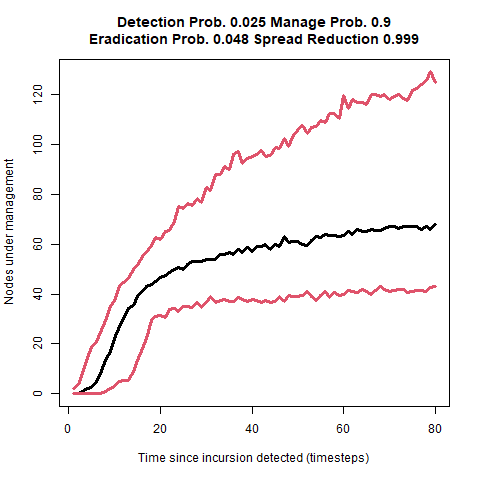 Detection Prob. 0.025 Manage Prob. 0.9
Eradication Prob. 0.048 Spread Reduction 0.999
Nodes under management
120
100
80
60
40
20
0
0 20 40 60 80
Time since incursion detected (timesteps)